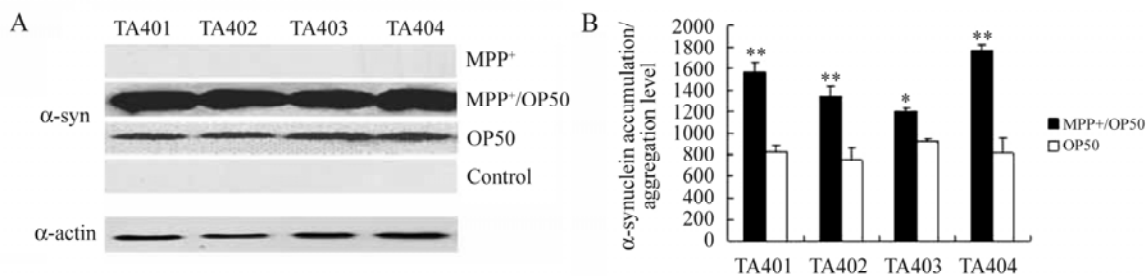 A
TA401 TA402 TA403 TA404
α-syn
MPP⁺
MPP⁺/OP50
OP50
Control
α-actin
B
α-synuclein accumulation/
aggregation level
2000
1800
1600
1400
1200
1000
800
600
400
200
0
** ** * **
TA401 TA402 TA403 TA404
MPP+/OP50
OP50